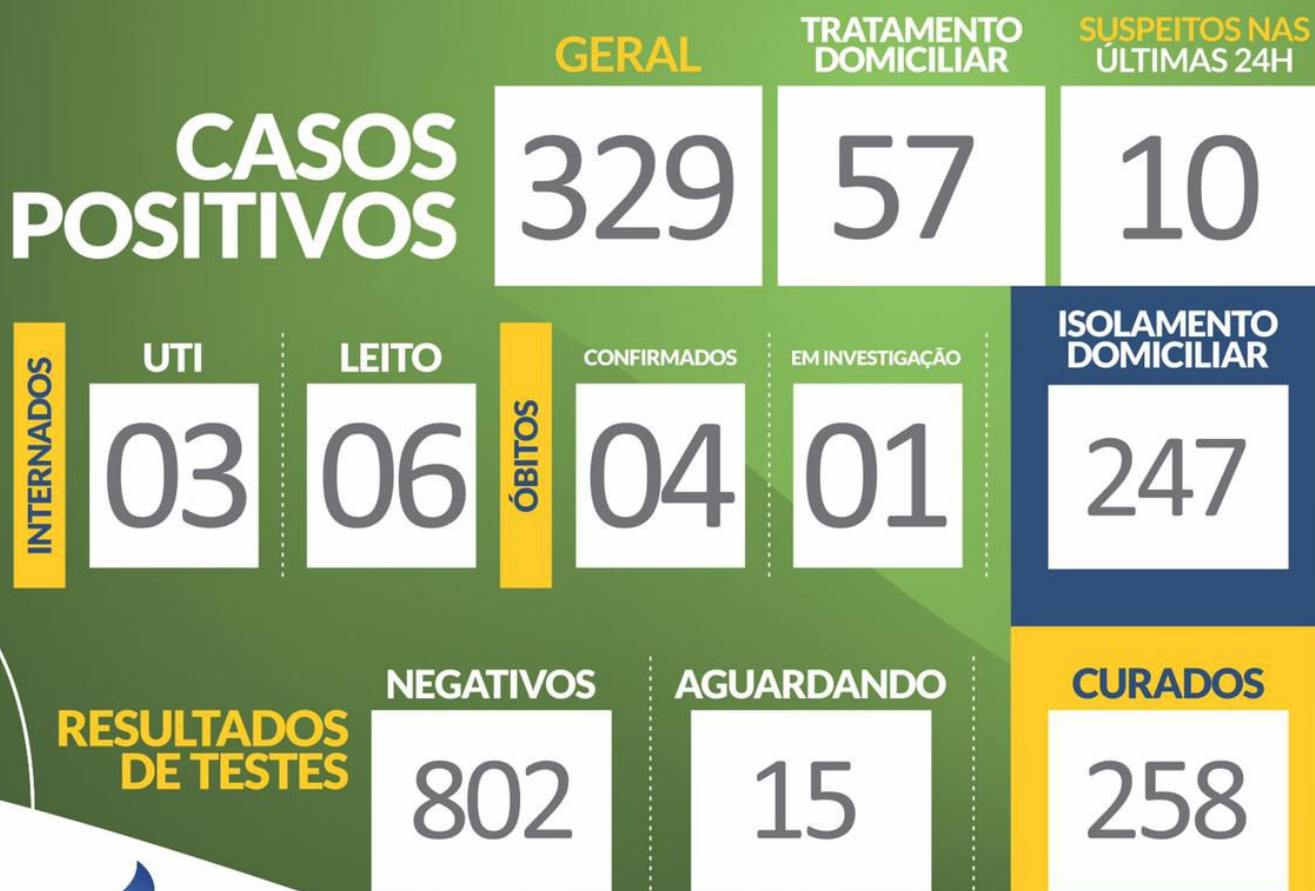 GERAL
TRATAMENTO
DOMICILIAR
SUSPEITOS NAS
ÚLTIMAS 24H
CASOS
POSITIVOS
329
57
10
INTERNADOS
UTI
03
LEITO
06
ÓBITOS
CONFIRMADOS
04
EM INVESTIGAÇÃO
01
ISOLAMENTO
DOMICILIAR
247
RESULTADOS
DE TESTES
NEGATIVOS
802
AGUARDANDO
15
CURADOS
258